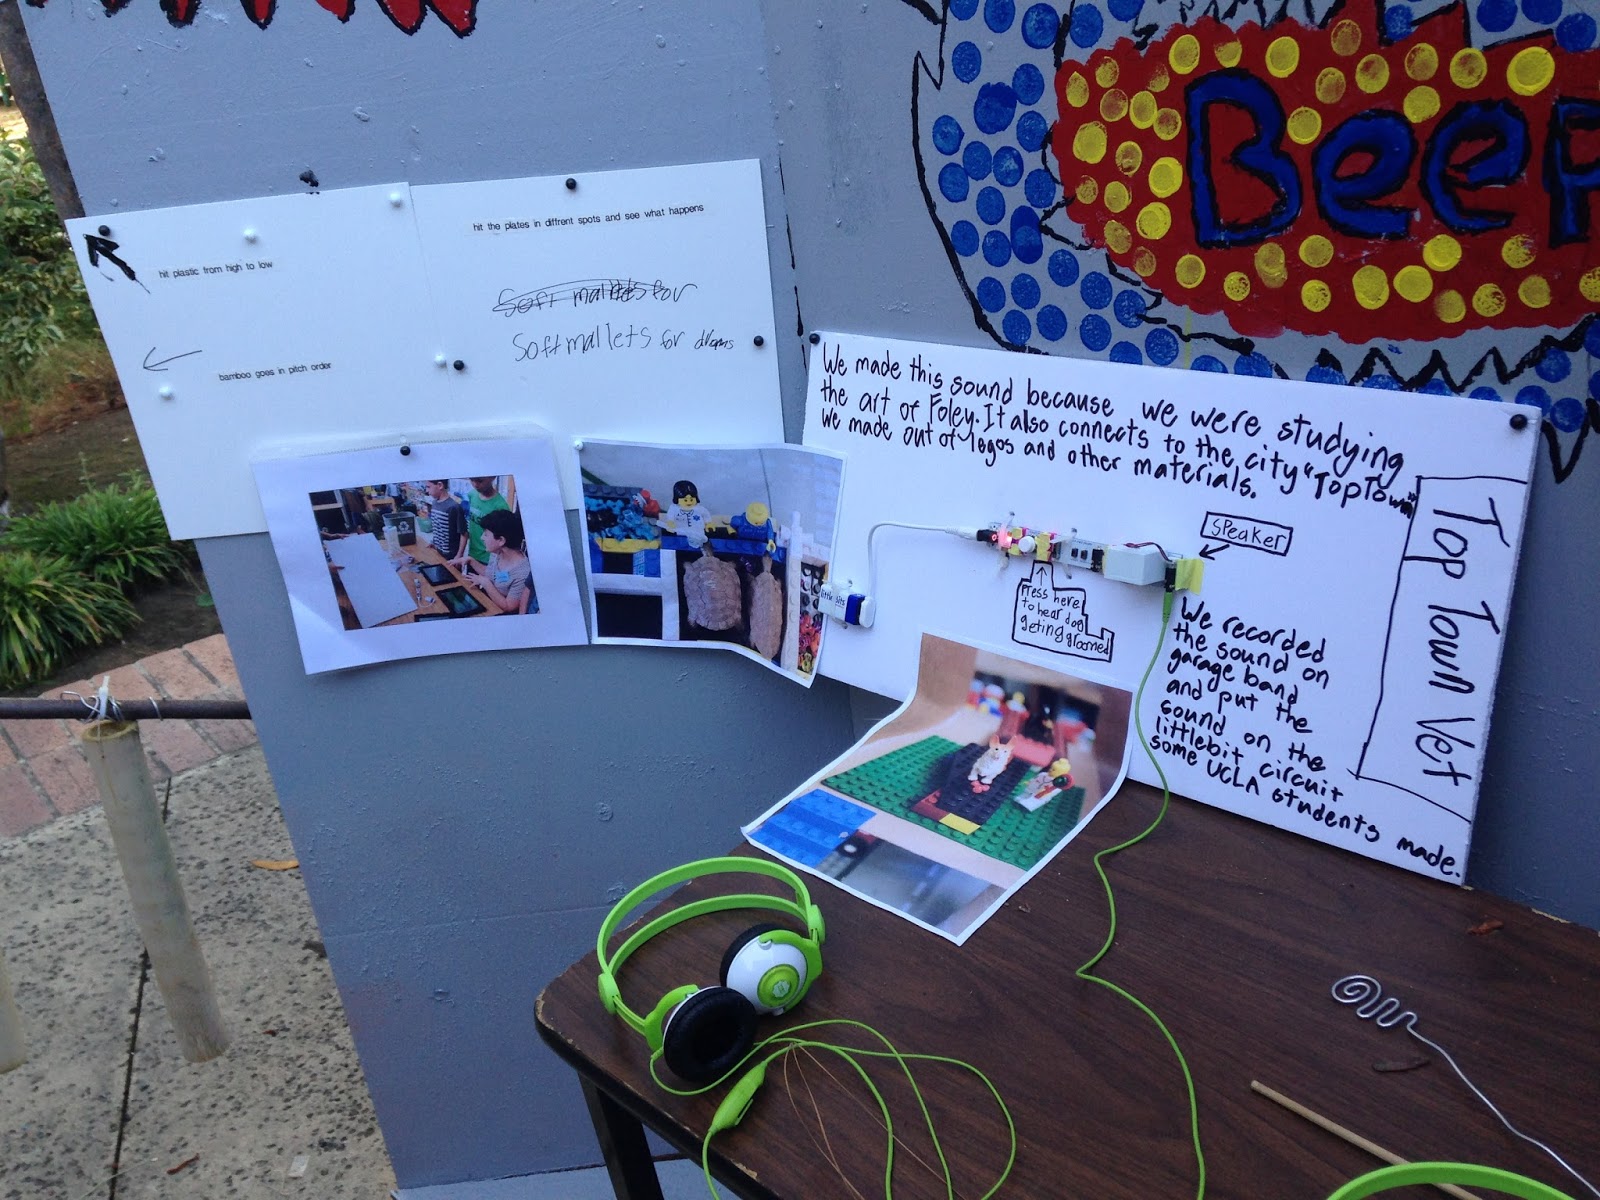 hit plastic from high to low
bamboo goes in pitch order
hit the plates in diffrent spots and see what happens
Soft mallets for
Soft mallets for drums
Beep
We made this sound because we were studying
the art of Foley. It also connects to the city "TopTown"
we made out of legos and other materials.
SPeaker
little bits
Press here
to hear dog
geting groomed
We recorded
the sound on
garage band
and put the
sound on the
littlebit circuit
some UCLA students made.
Top Town Vet